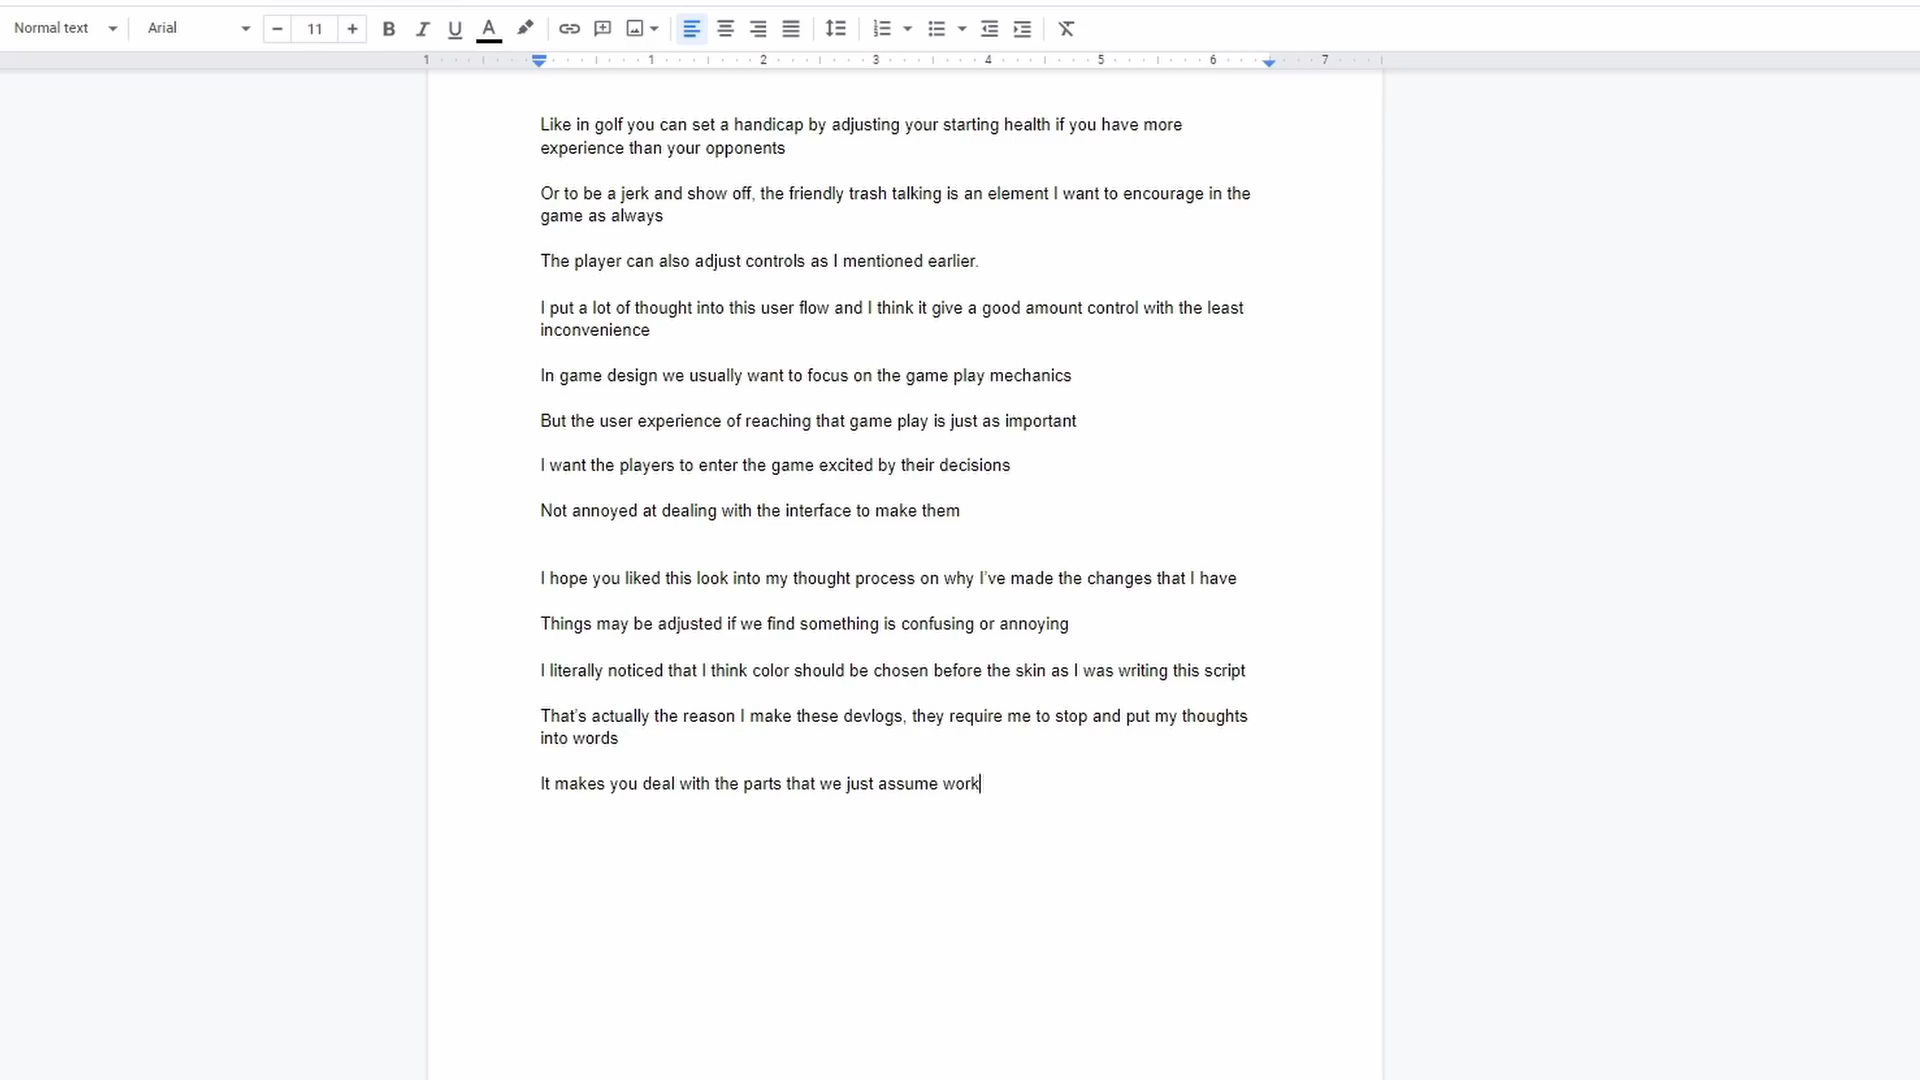 Normal text
Arial
11
B I U A
1 1 2 3 4 5 6 7
Like in golf you can set a handicap by adjusting your starting health if you have more
experience than your opponents
Or to be a jerk and show off, the friendly trash talking is an element I want to encourage in the
game as always
The player can also adjust controls as I mentioned earlier.
I put a lot of thought into this user flow and I think it give a good amount control with the least
inconvenience
In game design we usually want to focus on the game play mechanics
But the user experience of reaching that game play is just as important
I want the players to enter the game excited by their decisions
Not annoyed at dealing with the interface to make them
I hope you liked this look into my thought process on why I've made the changes that I have
Things may be adjusted if we find something is confusing or annoying
I literally noticed that I think color should be chosen before the skin as I was writing this script
That's actually the reason I make these devlogs, they require me to stop and put my thoughts
into words
It makes you deal with the parts that we just assume work